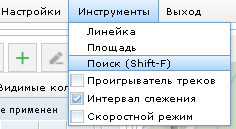 Настройки Инструменты Выход
Линейка
Площадь
Поиск (Shift-F)
Проигрыватель треков
Видимые кол
Интервал слежения
е применен
Скоростной режим